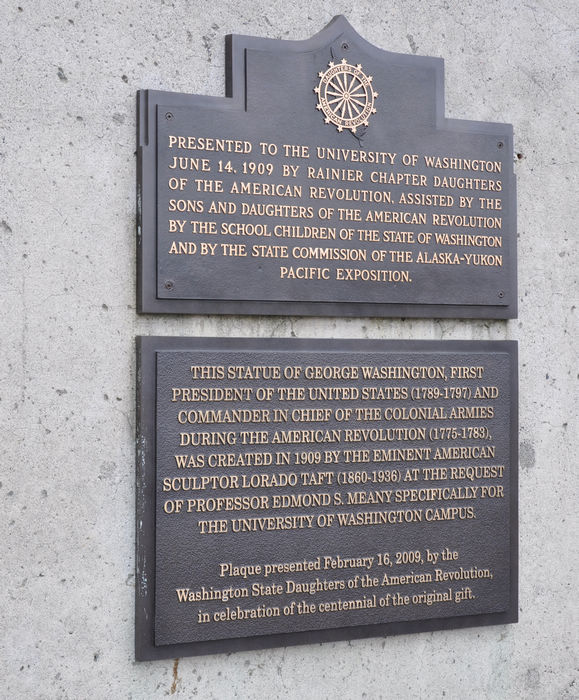 DAUGHTERS OF THE
AMERICAN REVOLUTION
PRESENTED TO THE UNIVERSITY OF WASHINGTON
JUNE 14, 1909 BY RAINIER CHAPTER DAUGHTERS
OF THE AMERICAN REVOLUTION, ASSISTED BY THE
SONS AND DAUGHTERS OF THE AMERICAN REVOLUTION
BY THE SCHOOL CHILDREN OF THE STATE OF WASHINGTON
AND BY THE STATE COMMISSION OF THE ALASKA-YUKON
PACIFIC EXPOSITION.
THIS STATUE OF GEORGE WASHINGTON, FIRST
PRESIDENT OF THE UNITED STATES (1789-1797) AND
COMMANDER IN CHIEF OF THE COLONIAL ARMIES
DURING THE AMERICAN REVOLUTION (1775-1783),
WAS CREATED IN 1909 BY THE EMINENT AMERICAN
SCULPTOR LORADO TAFT (1860-1936) AT THE REQUEST
OF PROFESSOR EDMOND S. MEANY SPECIFICALLY FOR
THE UNIVERSITY OF WASHINGTON CAMPUS.
Plaque presented February 16, 2009, by the
Washington State Daughters of the American Revolution,
in celebration of the centennial of the original gift.